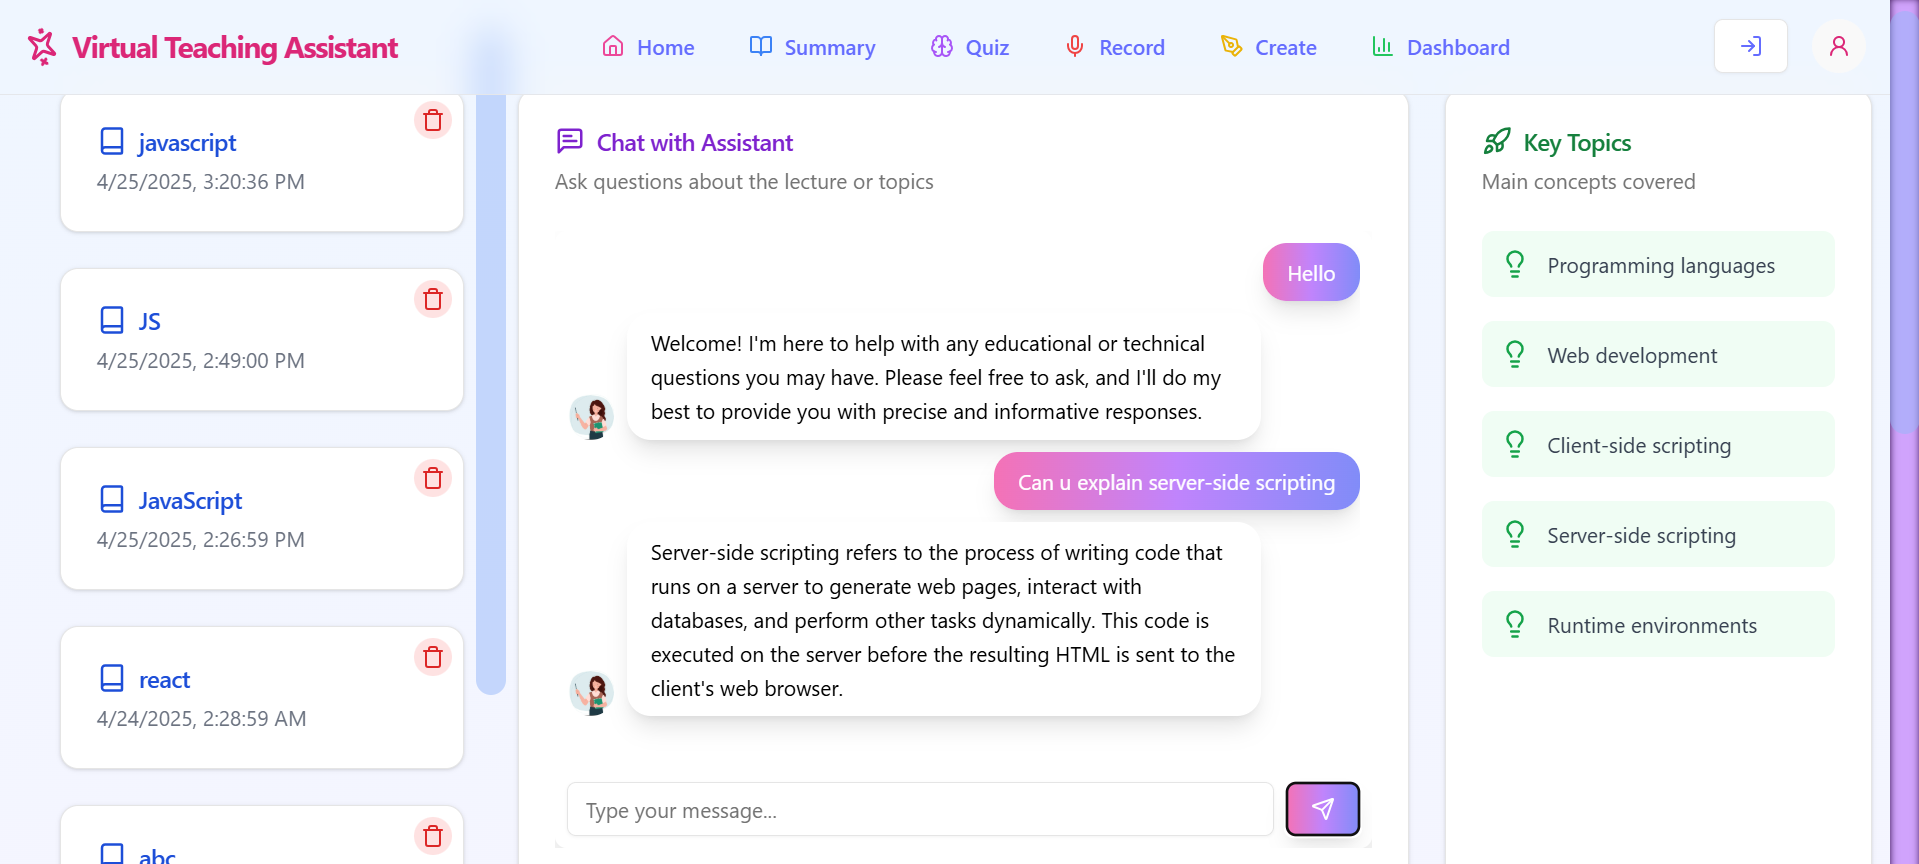 Virtual Teaching Assistant
Home
Summary
Quiz
Record
Create
Dashboard
javascript
4/25/2025, 3:20:36 PM
JS
4/25/2025, 2:49:00 PM
JavaScript
4/25/2025, 2:26:59 PM
react
4/24/2025, 2:28:59 AM
abc
Chat with Assistant
Ask questions about the lecture or topics
Hello
Welcome! I'm here to help with any educational or technical
questions you may have. Please feel free to ask, and I'll do my
best to provide you with precise and informative responses.
Can u explain server-side scripting
Server-side scripting refers to the process of writing code that
runs on a server to generate web pages, interact with
databases, and perform other tasks dynamically. This code is
executed on the server before the resulting HTML is sent to the
client's web browser.
Type your message...
Key Topics
Main concepts covered
Programming languages
Web development
Client-side scripting
Server-side scripting
Runtime environments